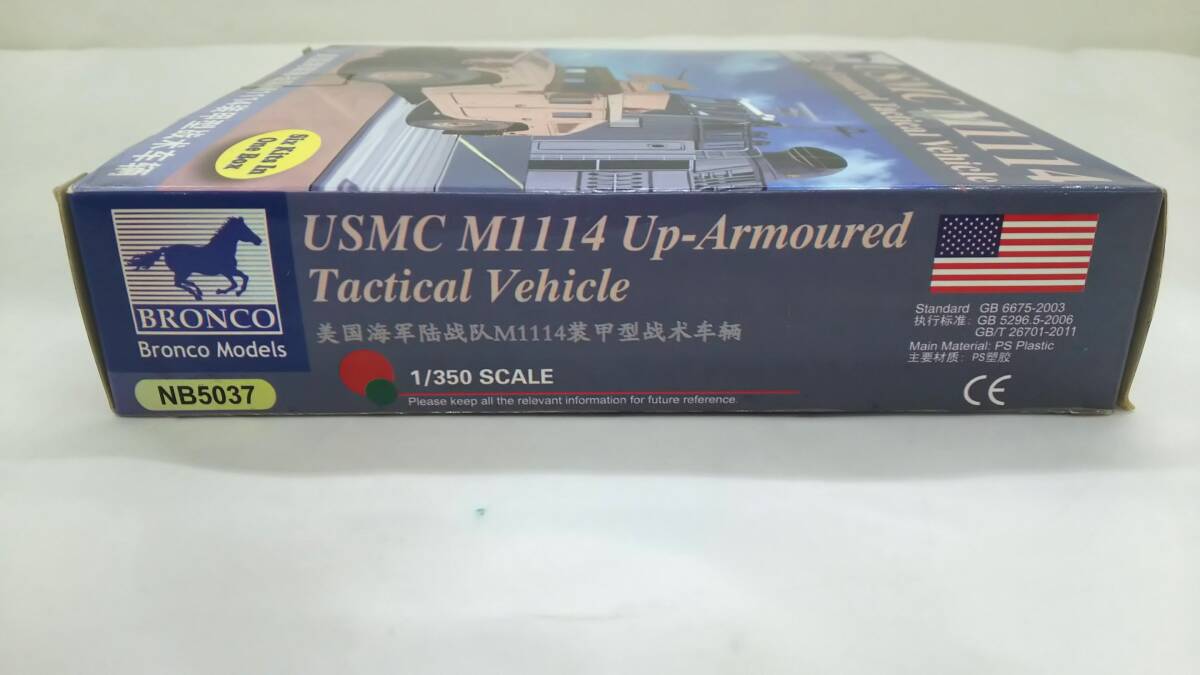 USMC M1114
Up-Armoured Tactical Vehicle
Six Kits In
One Box
BRONCO
Bronco Models
NB5037
USMC M1114 Up-Armoured
Tactical Vehicle
美国海军陆战队M1114装甲型战术车辆
1/350 SCALE
Please keep all the relevant information for future reference.
Standard GB 6675-2003
执行标准: GB 5296.5-2006
GB/T 26701-2011
Main Material: PS Plastic
主要材质: PS塑胶
CE